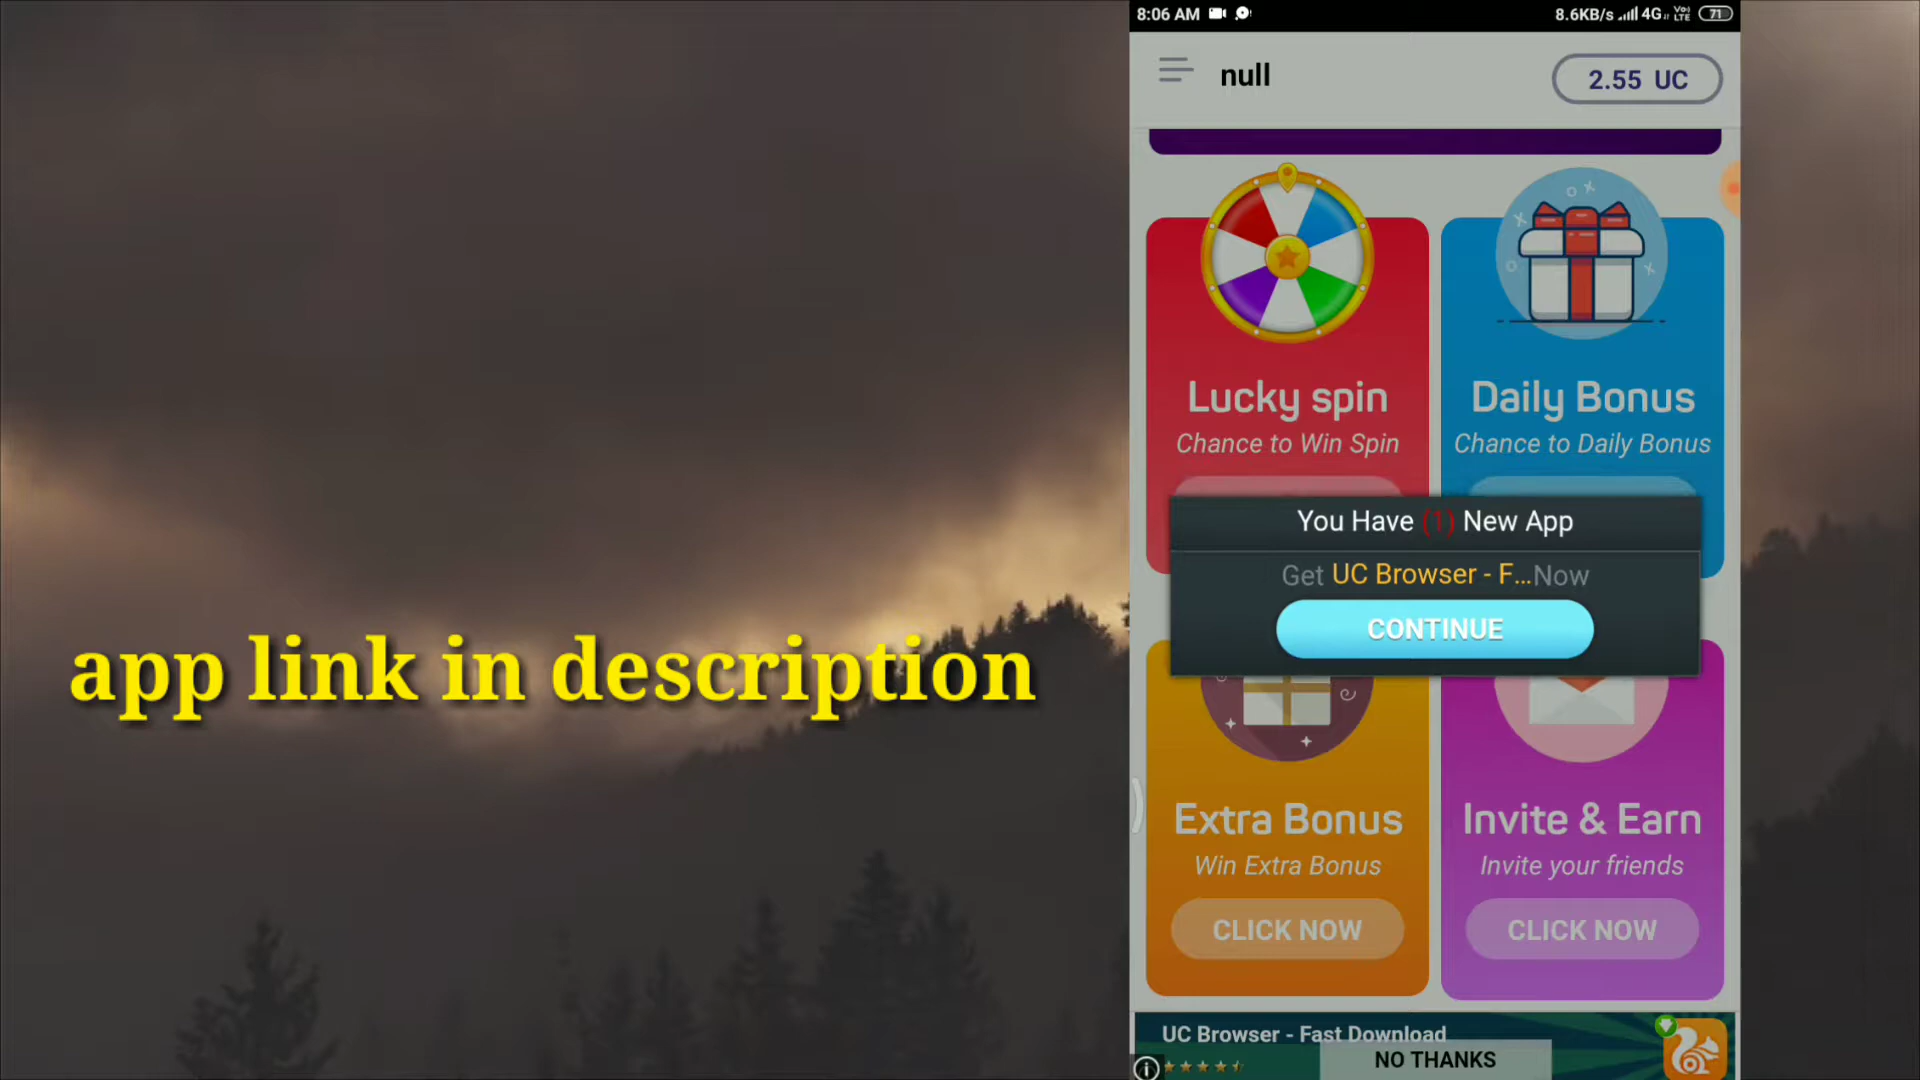 8:06 AM
8.6KB/s 4G Vo) LTE 71
null
2.55 UC
Lucky spin
Chance to Win Spin
Daily Bonus
Chance to Daily Bonus
You Have (1) New App
Get UC Browser - F...Now
CONTINUE
app link in description
Extra Bonus
Win Extra Bonus
CLICK NOW
Invite & Earn
Invite your friends
CLICK NOW
UC Browser - Fast Download
NO THANKS